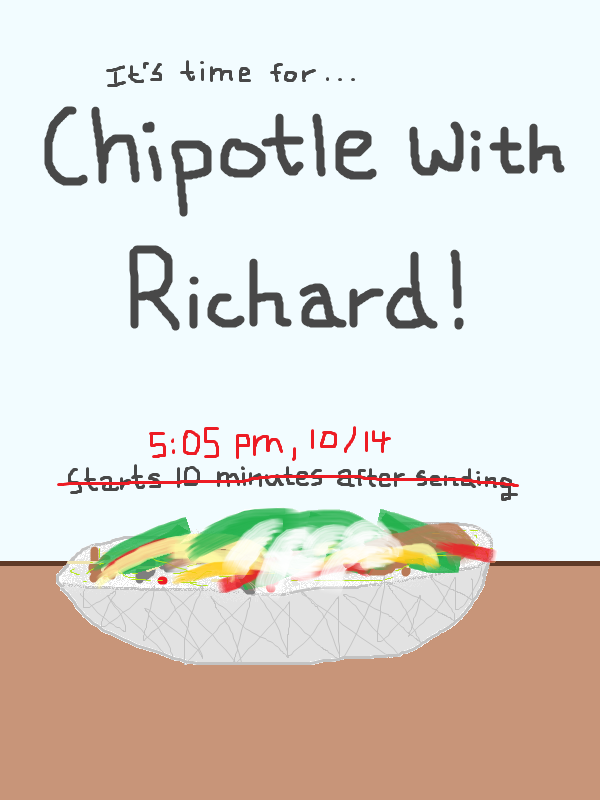 It's time for...
Chipotle With
Richard!
5:05 pm, 10/14
Starts 10 minutes after sending